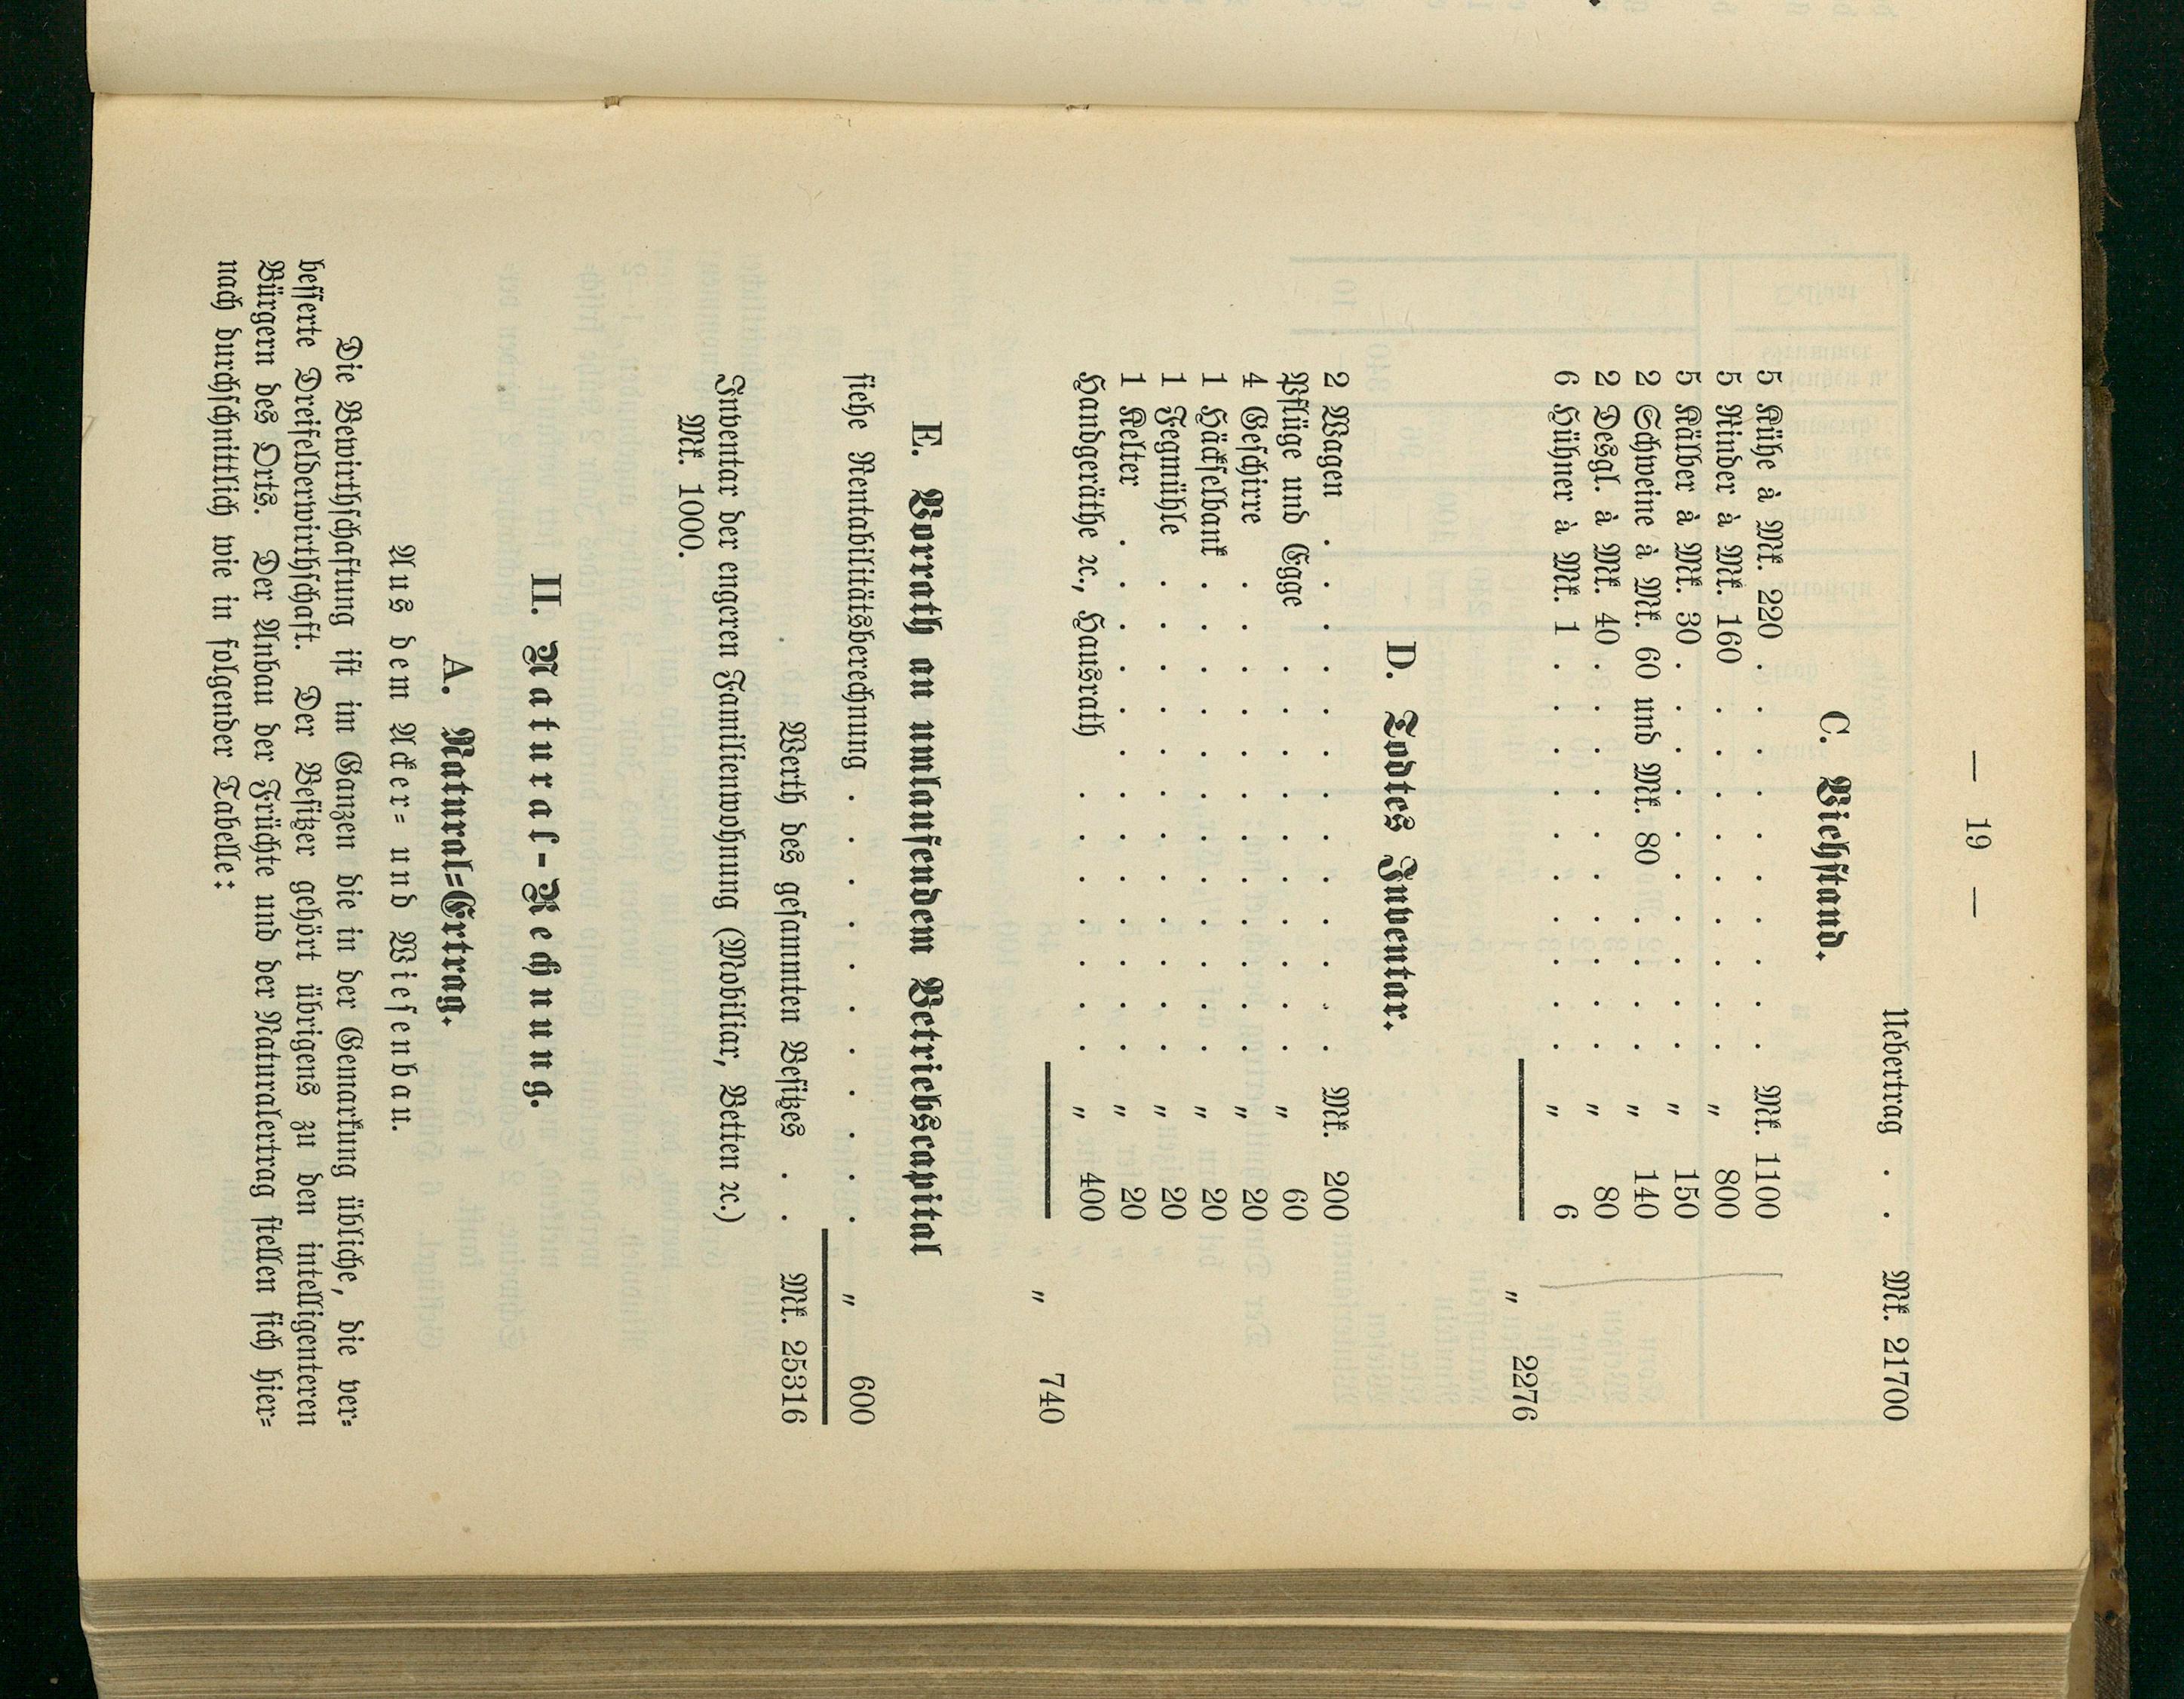 — 19 —
Uebertrag . . Mk. 21700
C. Viehstand.
5 Kühe à Mk. 220 . . . . . . . . . . Mk. 1100
5 Rinder à Mk. 160 . . . . . . . . . „ 800
5 Kälber à Mk. 30 . . . . . . . . . . „ 150
2 Schweine à Mk. 60 und Mk. 80 . . . . . „ 140
2 Desgl. à Mk. 40 . . . . . . . . . . „ 80
6 Hühner à Mk. 1 . . . . . . . . . . „ 6
„ 2276
D. Todtes Inventar.
2 Wagen . . . . . . . . . . . . . Mk. 200
Pflüge und Egge . . . . . . . . . . „ 60
4 Geschirre . . . . . . . . . . . . „ 20
1 Häckselbank . . . . . . . . . . . . „ 20
1 Fegmühle . . . . . . . . . . . . „ 20
1 Kelter . . . . . . . . . . . . . „ 20
Handgeräthe ꝛc., Hausrath . . . . . . . „ 400
„ 740
E. Vorrath an umlaufendem Betriebscapital
siehe Rentabilitätsberechnung . . . . . . . . . . . „ 600
Werth des gesammten Besitzes . . Mk. 25316
Inventar der engeren Familienwohnung (Mobiliar, Betten ꝛc.)
Mk. 1000.
II. Natural-Rechnung.
A. Natural-Ertrag.
Aus dem Acker- und Wiesenbau.
Die Bewirthschaftung ist im Ganzen die in der Gemarkung übliche, die ver-
besserte Dreifelderwirthschaft. Der Besitzer gehört übrigens zu den intelligenteren
Bürgern des Orts. Der Anbau der Früchte und der Naturalertrag stellen sich hier-
nach durchschnittlich wie in folgender Tabelle: